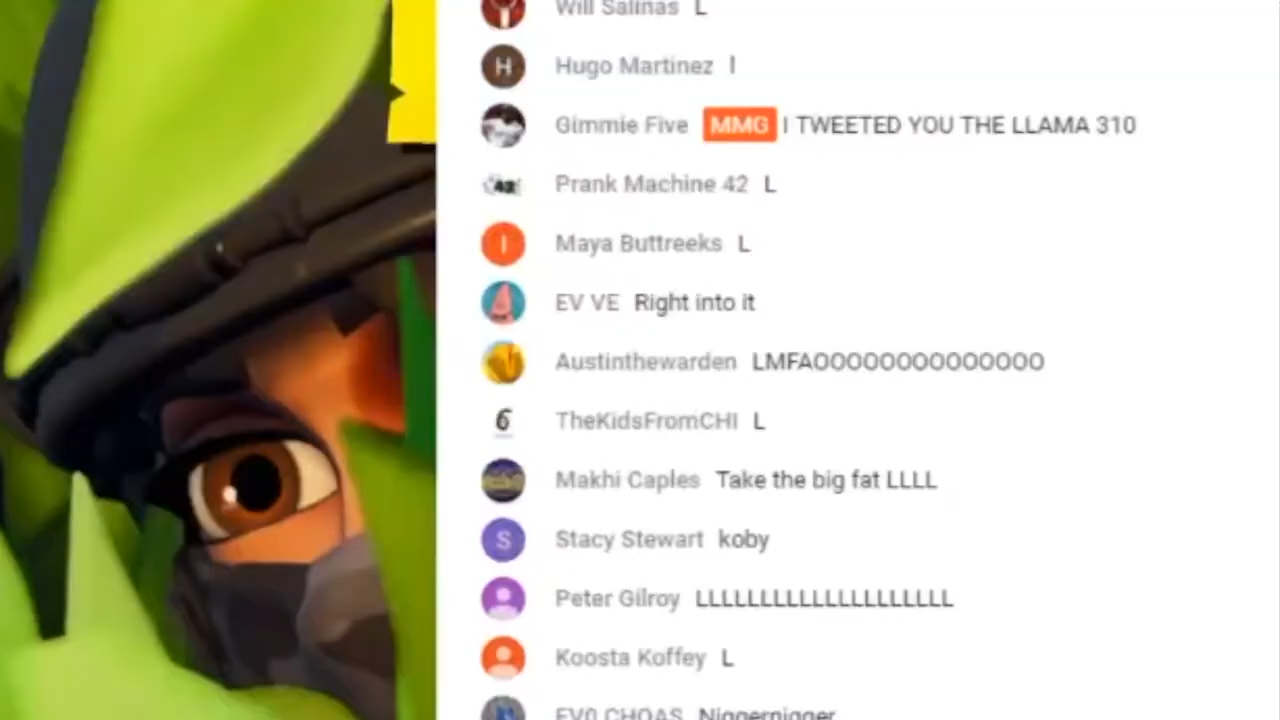 Will Salinas L
H Hugo Martinez l
Gimmie Five MMG I TWEETED YOU THE LLAMA 310
42 Prank Machine 42 L
I Maya Buttreeks L
EV VE Right into it
Austinthewarden LMFAOOOOOOOOOOOOOO
6 TheKidsFromCHI L
Makhi Caples Take the big fat LLLL
S Stacy Stewart koby
Peter Gilroy LLLLLLLLLLLLLLLLLLLL
Koosta Koffey L
EV0 CHOAS Niggernigger